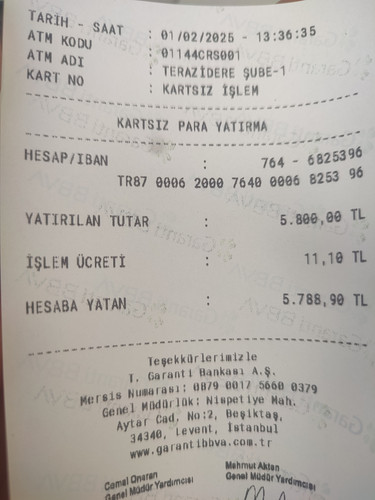 TARİH - SAAT : 01/02/2025 - 13:36:35
ATM KODU : 01144CRS001
ATM ADI : TERAZİDERE ŞUBE-1
KART NO : KARTSIZ İŞLEM
KARTSIZ PARA YATIRMA
HESAP/IBAN : 764 - 6825396
TR87 0006 2000 7640 0006 8253 96
YATIRILAN TUTAR : 5.800,00 TL
İŞLEM ÜCRETİ : 11,10 TL
HESABA YATAN : 5.788,90 TL
Teşekkürlerimizle
T. Garanti Bankası A.Ş.
Mersis Numarası: 0879 0017 5660 0379
Genel Müdürlük: Nispetiye Mah.
Aytar Cad. No:2, Beşiktaş,
34340, Levent, İstanbul
www.garantibbva.com.tr
Cemal Onaran Mahmut Akten
Genel Müdür Yardımcısı Genel Müdür Yardımcısı